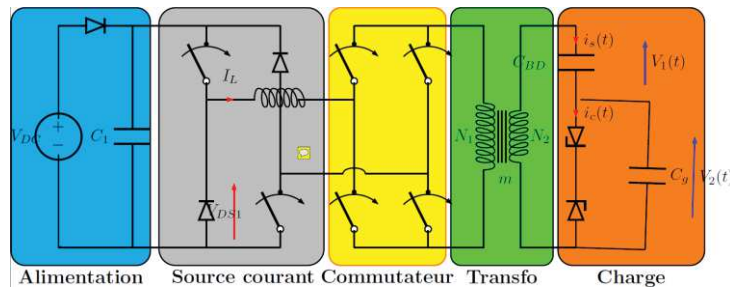 i_s(t)
C_BD
V_1(t)
I_L
V_DC
C_1
N_1
N_2
m
i_c(t)
C_g
V_2(t)
V_DS1
Alimentation
Source courant
Commutateur
Transfo
Charge